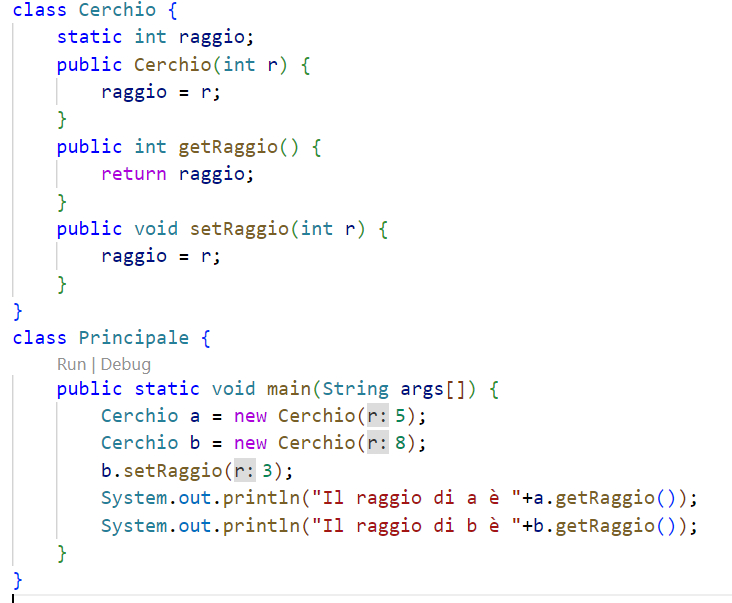 class Cerchio {
    static int raggio;
    public Cerchio(int r) {
        raggio = r;
    }
    public int getRaggio() {
        return raggio;
    }
    public void setRaggio(int r) {
        raggio = r;
    }
}
class Principale {
    Run | Debug
    public static void main(String args[]) {
        Cerchio a = new Cerchio(r: 5);
        Cerchio b = new Cerchio(r: 8);
        b.setRaggio(r: 3);
        System.out.println("Il raggio di a è "+a.getRaggio());
        System.out.println("Il raggio di b è "+b.getRaggio());
    }
}